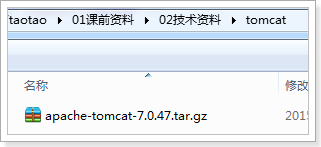 taotao ▸ 01课前资料 ▸ 02技术资料 ▸ tomcat
名称 修改
apache-tomcat-7.0.47.tar.gz 2015